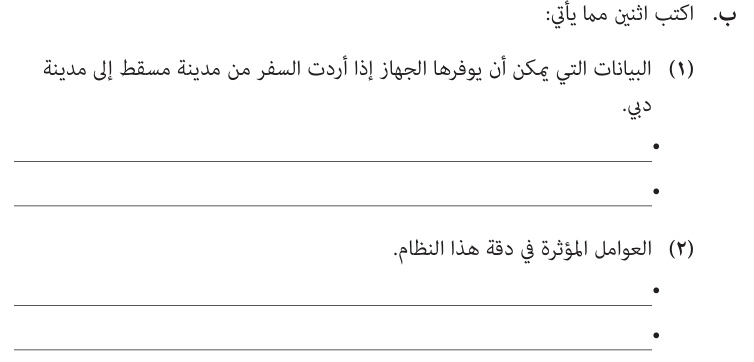 ب. اكتب اثنين مما يأتي:
(١) البيانات التي يمكن أن يوفرها الجهاز إذا أردت السفر من مدينة مسقط إلى مدينة
دبي.
•
•
(٢) العوامل المؤثرة في دقة هذا النظام.
•
•